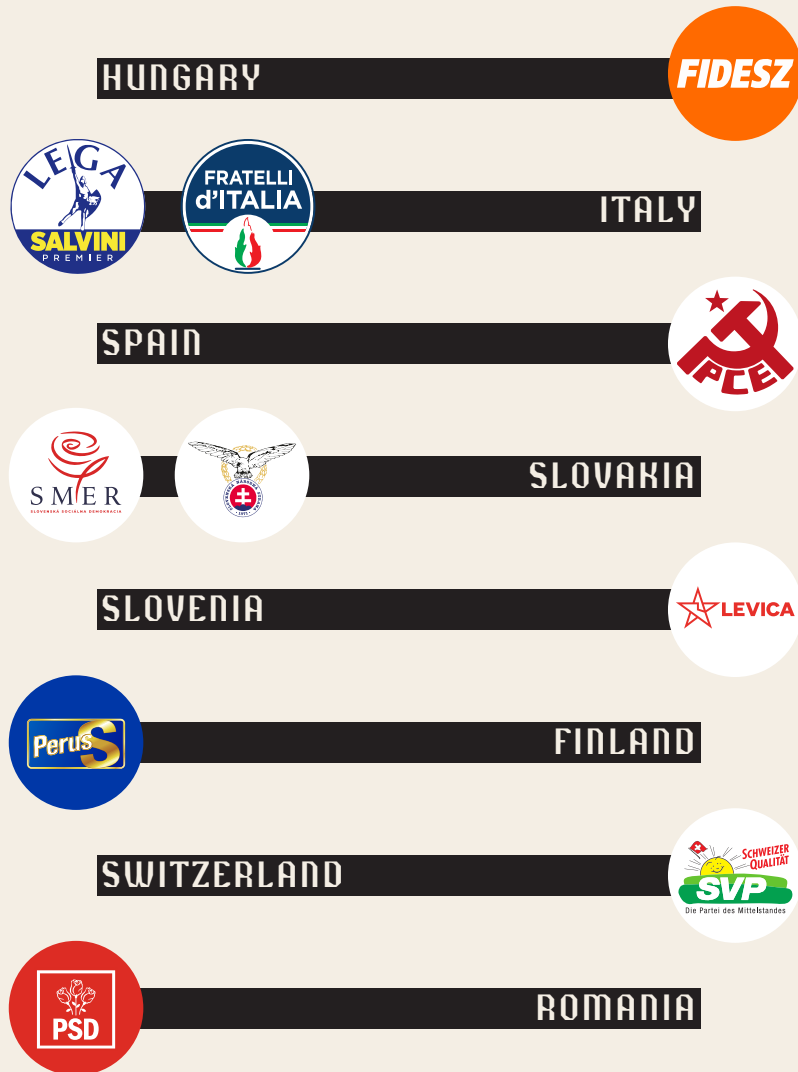 HUNGARY
FIDESZ
LEGA
SALVINI
PREMIER
FRATELLI
d'ITALIA
ITALY
SPAIN
PCE
SMER
SLOVENSKÁ SOCIÁLNA DEMOKRACIA
SLOVAKIA
SLOVENIA
LEVICA
PerusS
FINLAND
SWITZERLAND
SCHWEIZER
QUALITÄT
SVP
Die Partei des Mittelstandes
PSD
ROMANIA